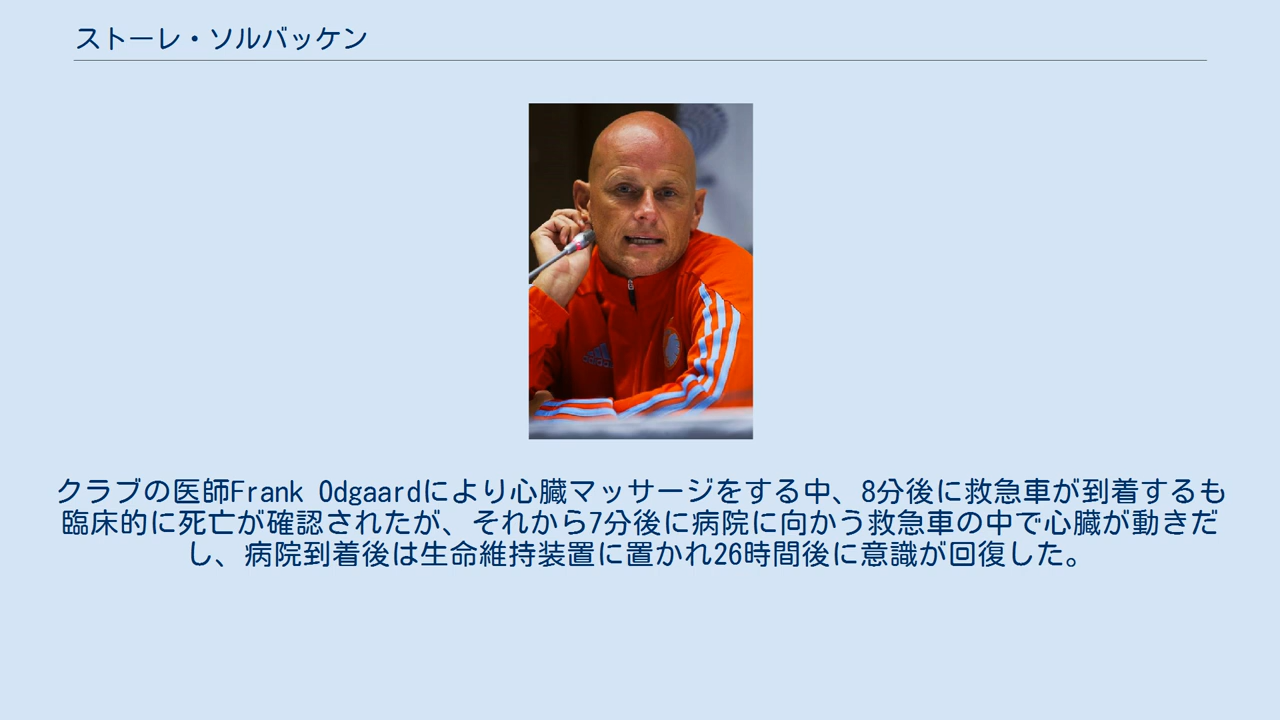 ストーレ・ソルバッケン
クラブの医師Frank Odgaardにより心臓マッサージをする中、8分後に救急車が到着するも
臨床的に死亡が確認されたが、それから7分後に病院に向かう救急車の中で心臓が動きだ
し、病院到着後は生命維持装置に置かれ26時間後に意識が回復した。